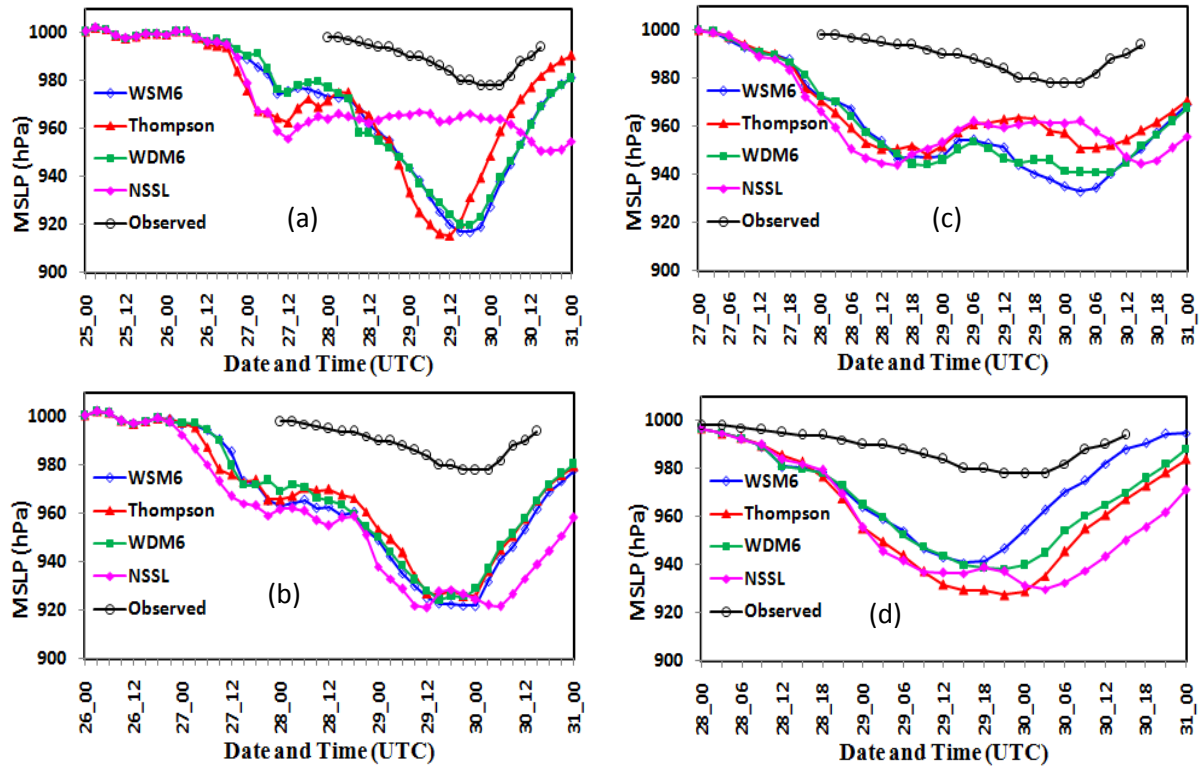 MSLP (hPa)
1000
980
960
940
920
900
WSM6
Thompson
WDM6
NSSL
Observed
(a)
25_00
25_12
26_00
26_12
27_00
27_12
28_00
28_12
29_00
29_12
30_00
30_12
31_00
Date and Time (UTC)
MSLP (hPa)
1000
980
960
940
920
900
WSM6
Thompson
WDM6
NSSL
Observed
(c)
27_00
27_06
27_12
27_18
28_00
28_06
28_12
28_18
29_00
29_06
29_12
29_18
30_00
30_06
30_12
30_18
31_00
Date and Time (UTC)
MSLP (hPa)
1000
980
960
940
920
900
WSM6
Thompson
WDM6
NSSL
Observed
(b)
26_00
26_12
27_00
27_12
28_00
28_12
29_00
29_12
30_00
30_12
31_00
Date and Time (UTC)
MSLP (hPa)
1000
980
960
940
920
900
WSM6
Thompson
WDM6
NSSL
Observed
(d)
28_00
28_06
28_12
28_18
29_00
29_06
29_12
29_18
30_00
30_06
30_12
30_18
31_00
Date and Time (UTC)